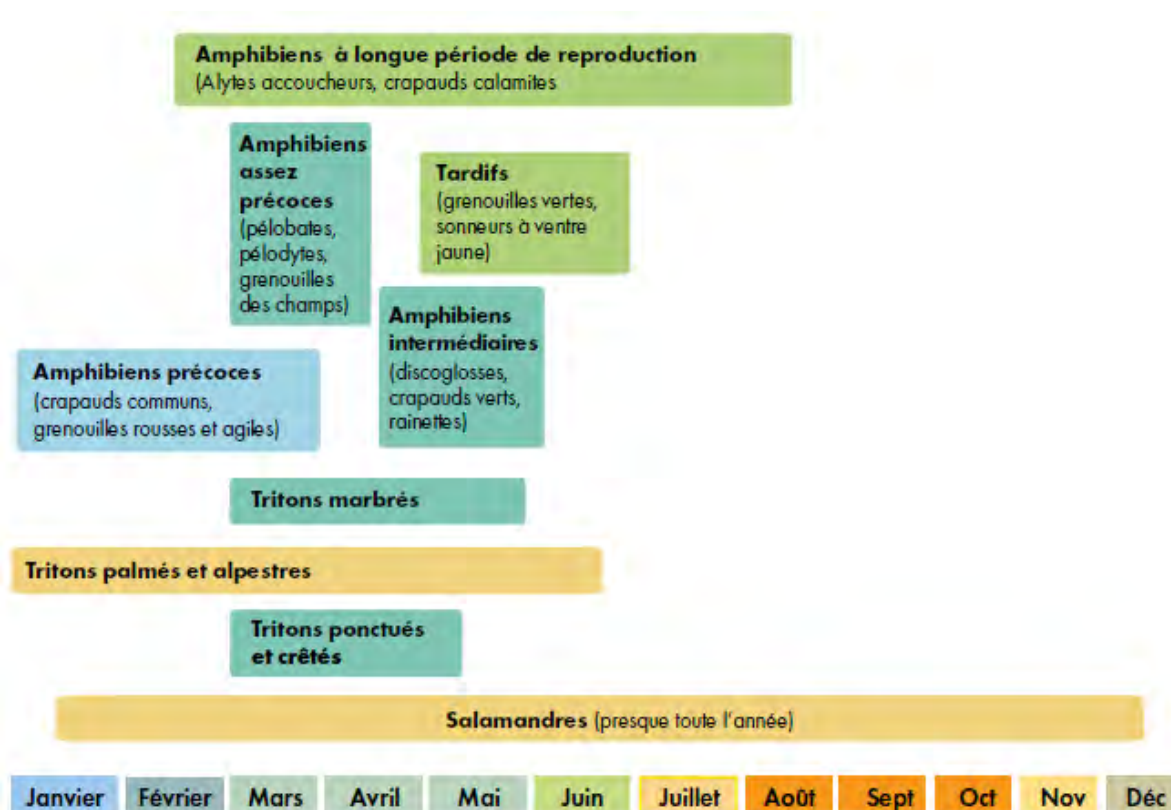 Amphibiens à longue période de reproduction
(Alytes accoucheurs, crapauds calamites
Amphibiens
assez
précoces
(pélobates,
pélodytes,
grenouilles
des champs)
Tardifs
(grenouilles vertes,
sonneurs à ventre
jaune)
Amphibiens
intermédiaires
(discoglosses,
crapauds verts,
rainettes)
Amphibiens précoces
(crapauds communs,
grenouilles rousses et agiles)
Tritons marbrés
Tritons palmés et alpestres
Tritons ponctués
et crêtés
Salamandres (presque toute l'année)
Janvier Février Mars Avril Mai Juin Juillet Août Sept Oct Nov Déc